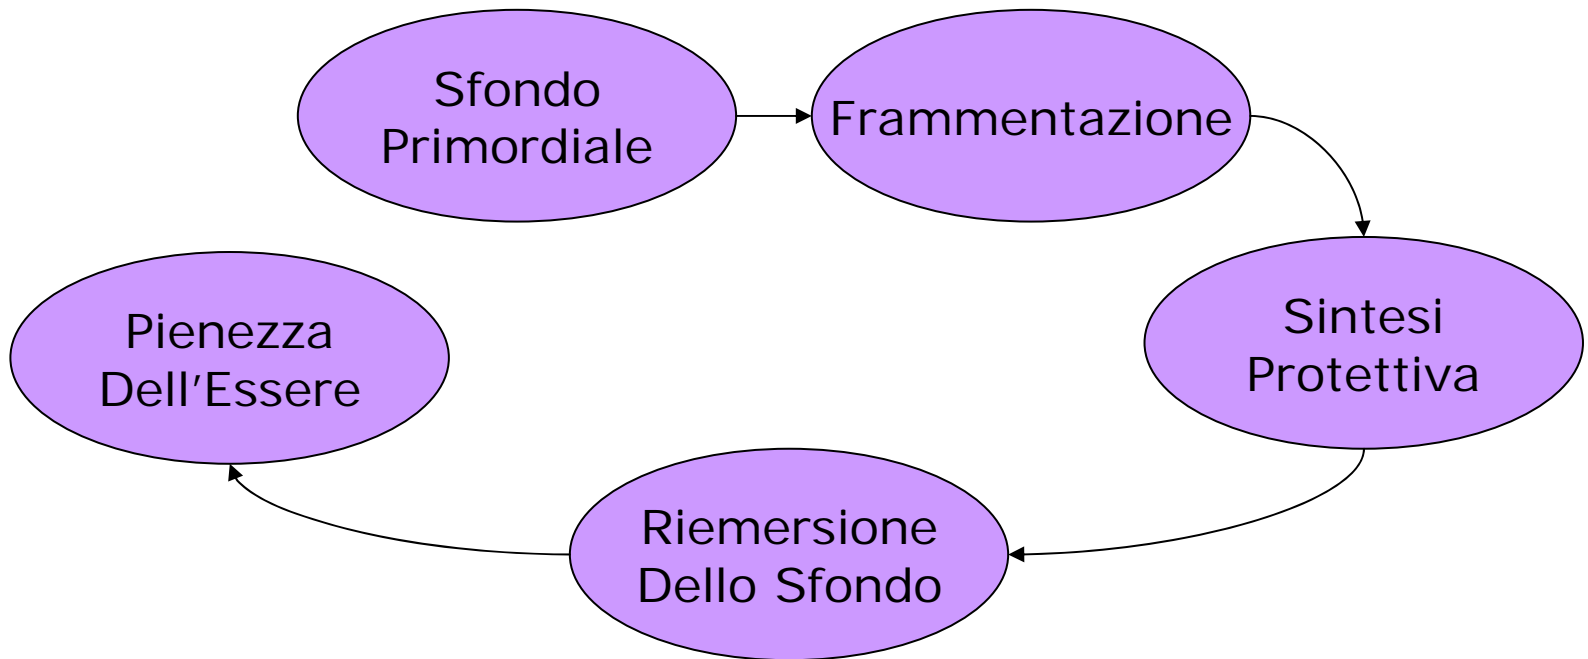 Sfondo
Primordiale
Frammentazione
Sintesi
Protettiva
Riemersione
Dello Sfondo
Pienezza
Dell'Essere